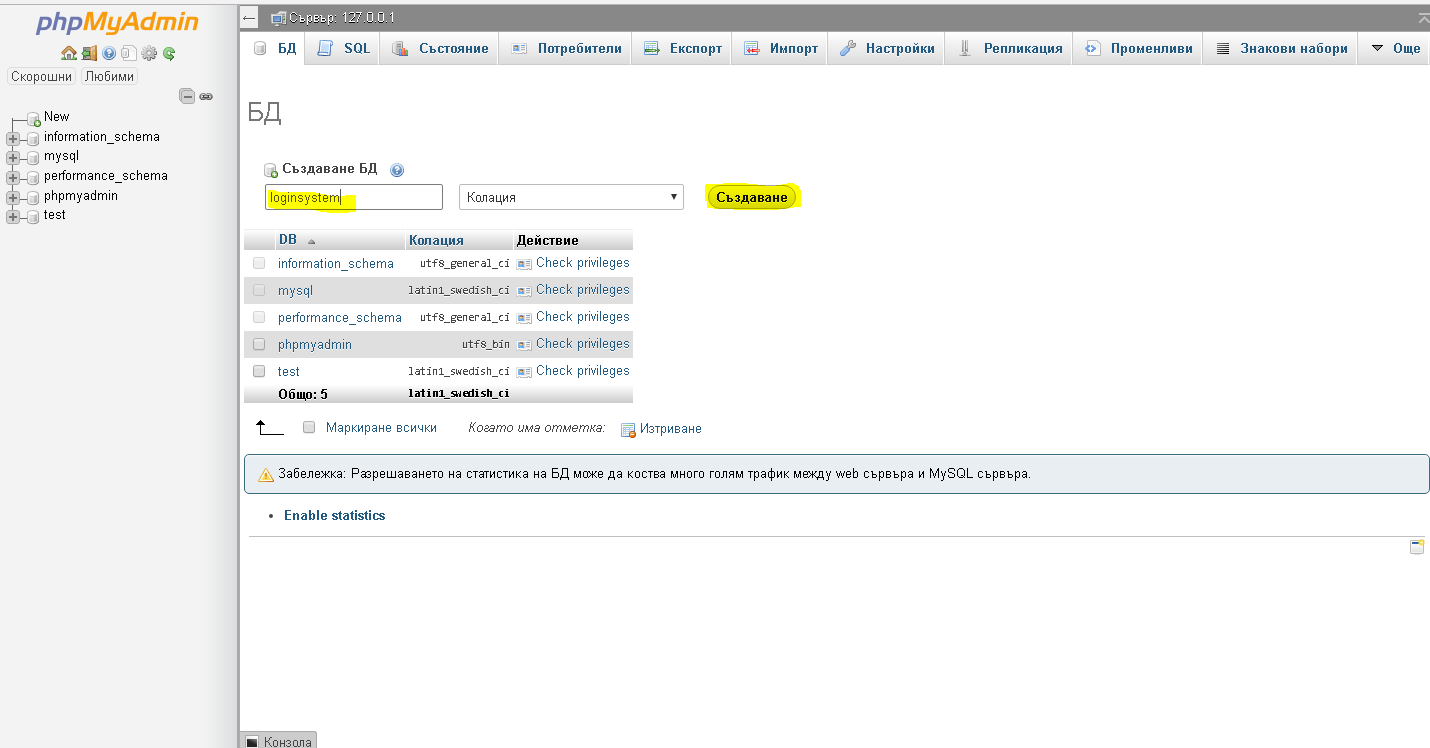 phpMyAdmin
Скорошни Любими
New
information_schema
mysql
performance_schema
phpmyadmin
test
Сървър: 127.0.0.1
БД SQL Състояние Потребители Експорт Импорт Настройки Репликация Променливи Знакови набори Още
БД
Създаване БД
loginsystem Колация Създаване
DB Колация Действие
information_schema utf8_general_ci Check privileges
mysql latin1_swedish_ci Check privileges
performance_schema utf8_general_ci Check privileges
phpmyadmin utf8_bin Check privileges
test latin1_swedish_ci Check privileges
Общо: 5 latin1_swedish_ci
Маркиране всички Когато има отметка: Изтриване
Забележка: Разрешаването на статистика на БД може да коства много голям трафик между web сървъра и MySQL сървъра.
Enable statistics
Конзола